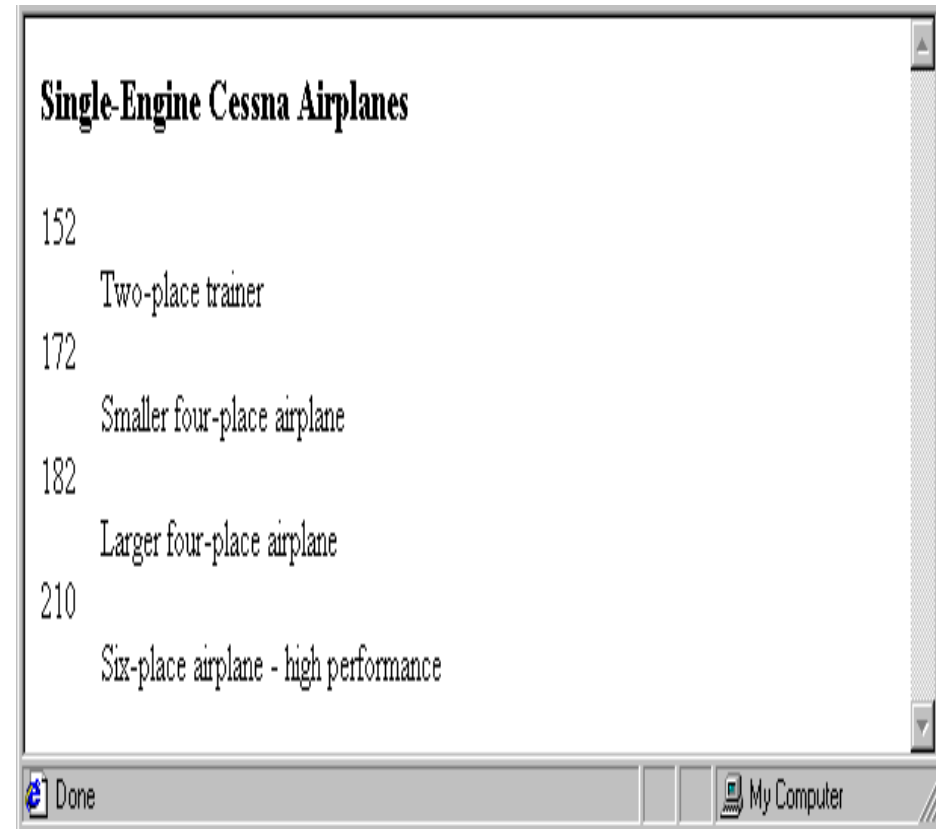 Single-Engine Cessna Airplanes
152
Two-place trainer
172
Smaller four-place airplane
182
Larger four-place airplane
210
Six-place airplane - high performance
Done
My Computer